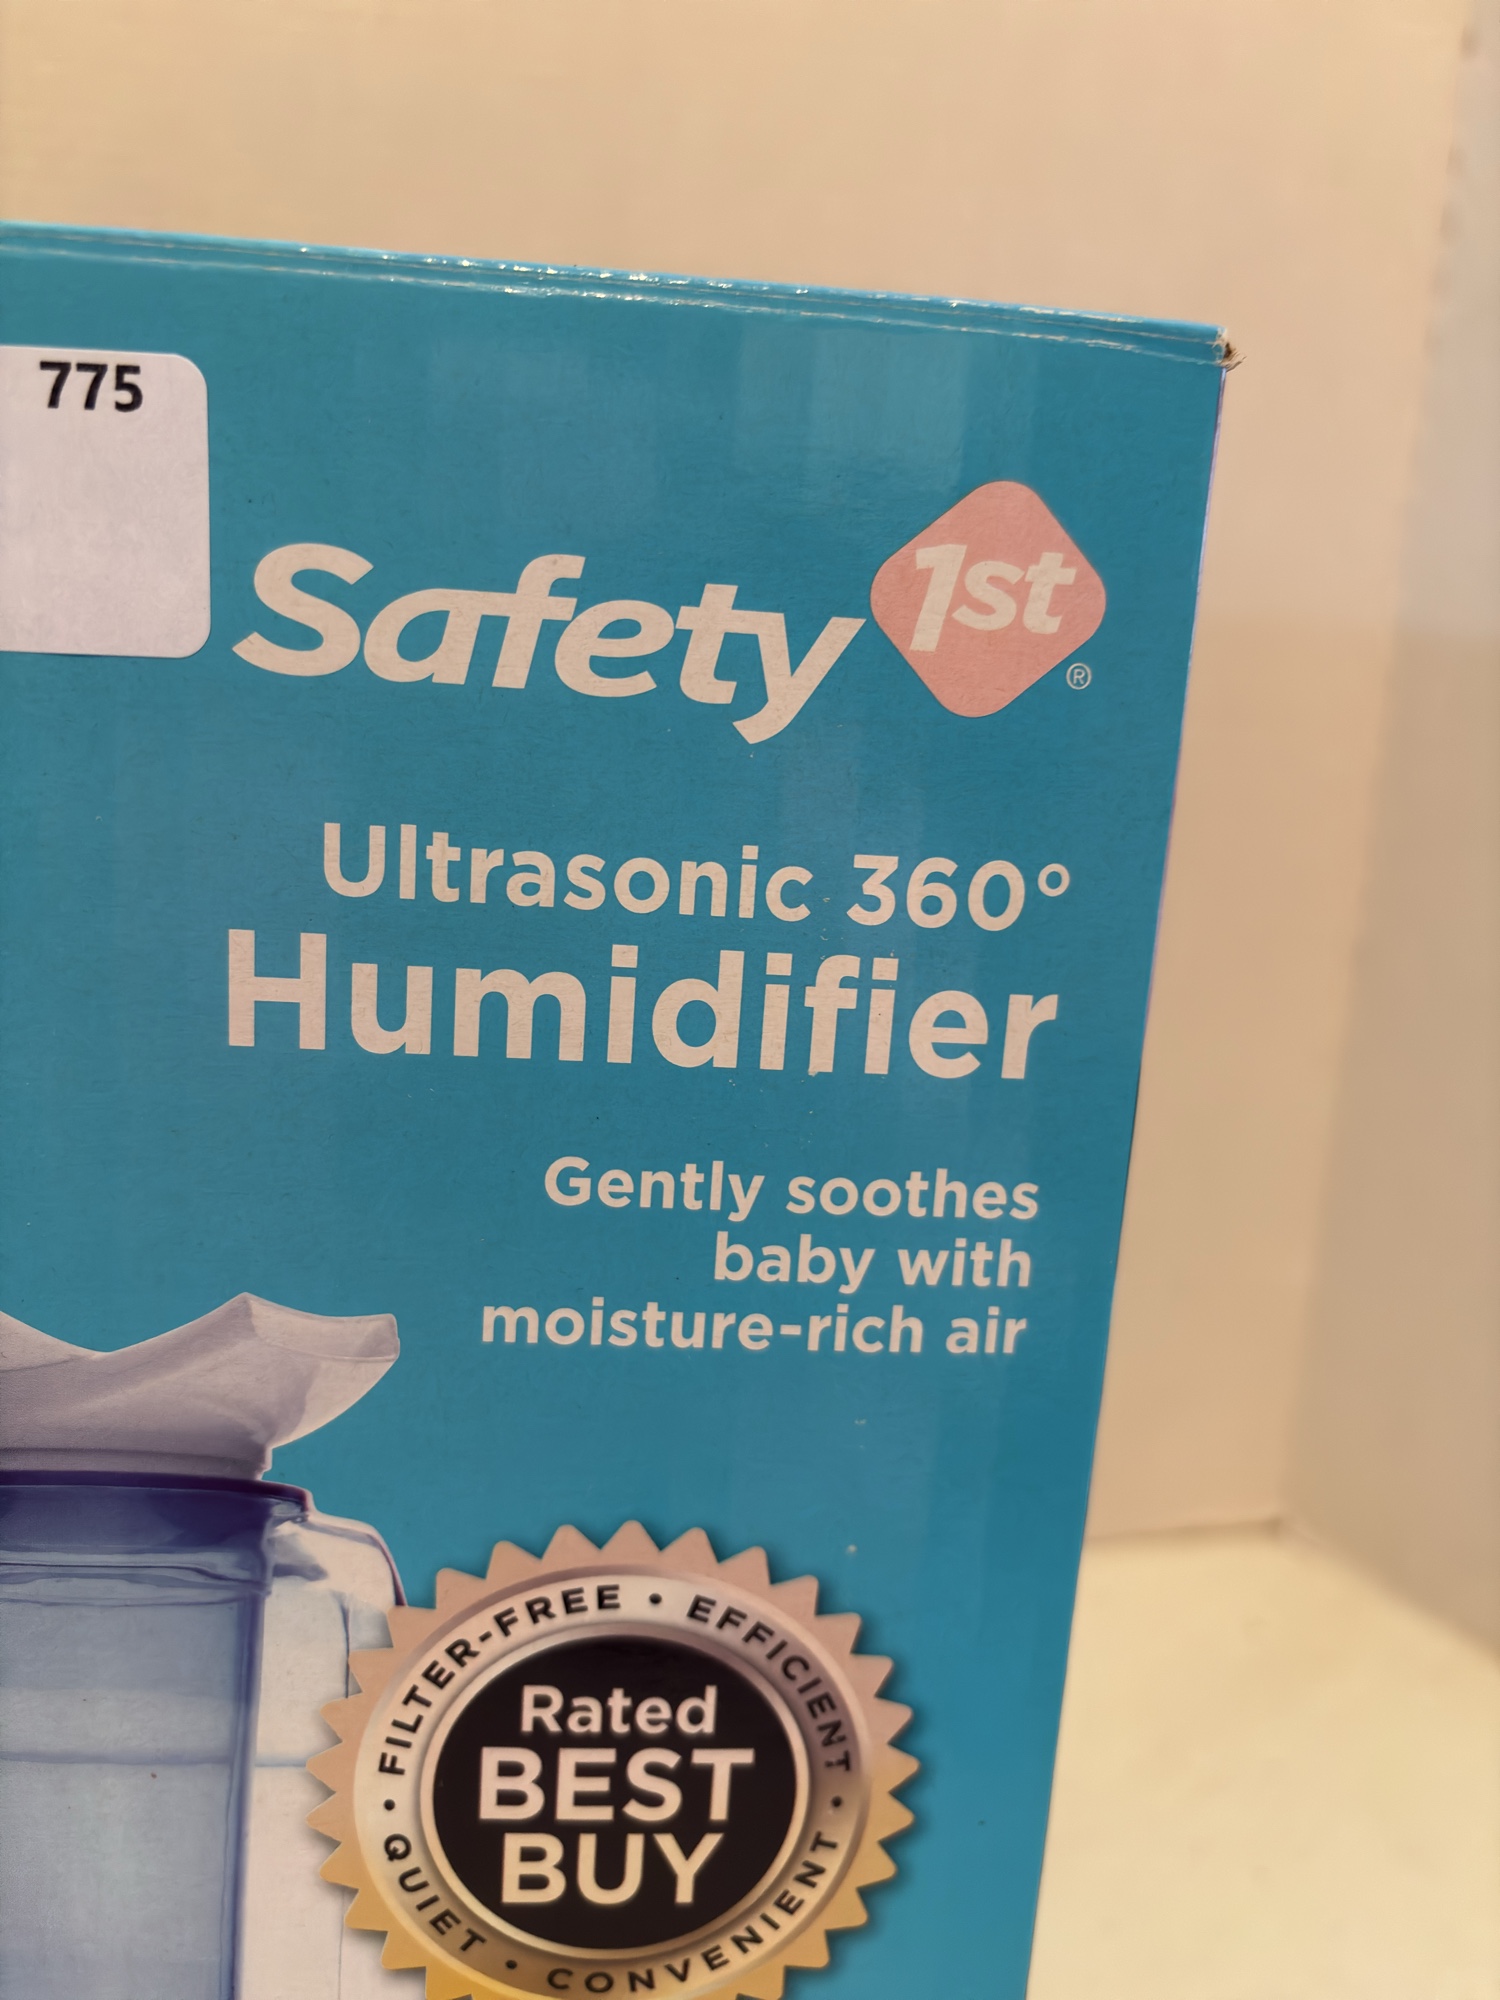 775
Safety 1st®
Ultrasonic 360°
Humidifier
Gently soothes
baby with
moisture-rich air
• FILTER-FREE • EFFICIENT • CONVENIENT • QUIET
Rated
BEST
BUY